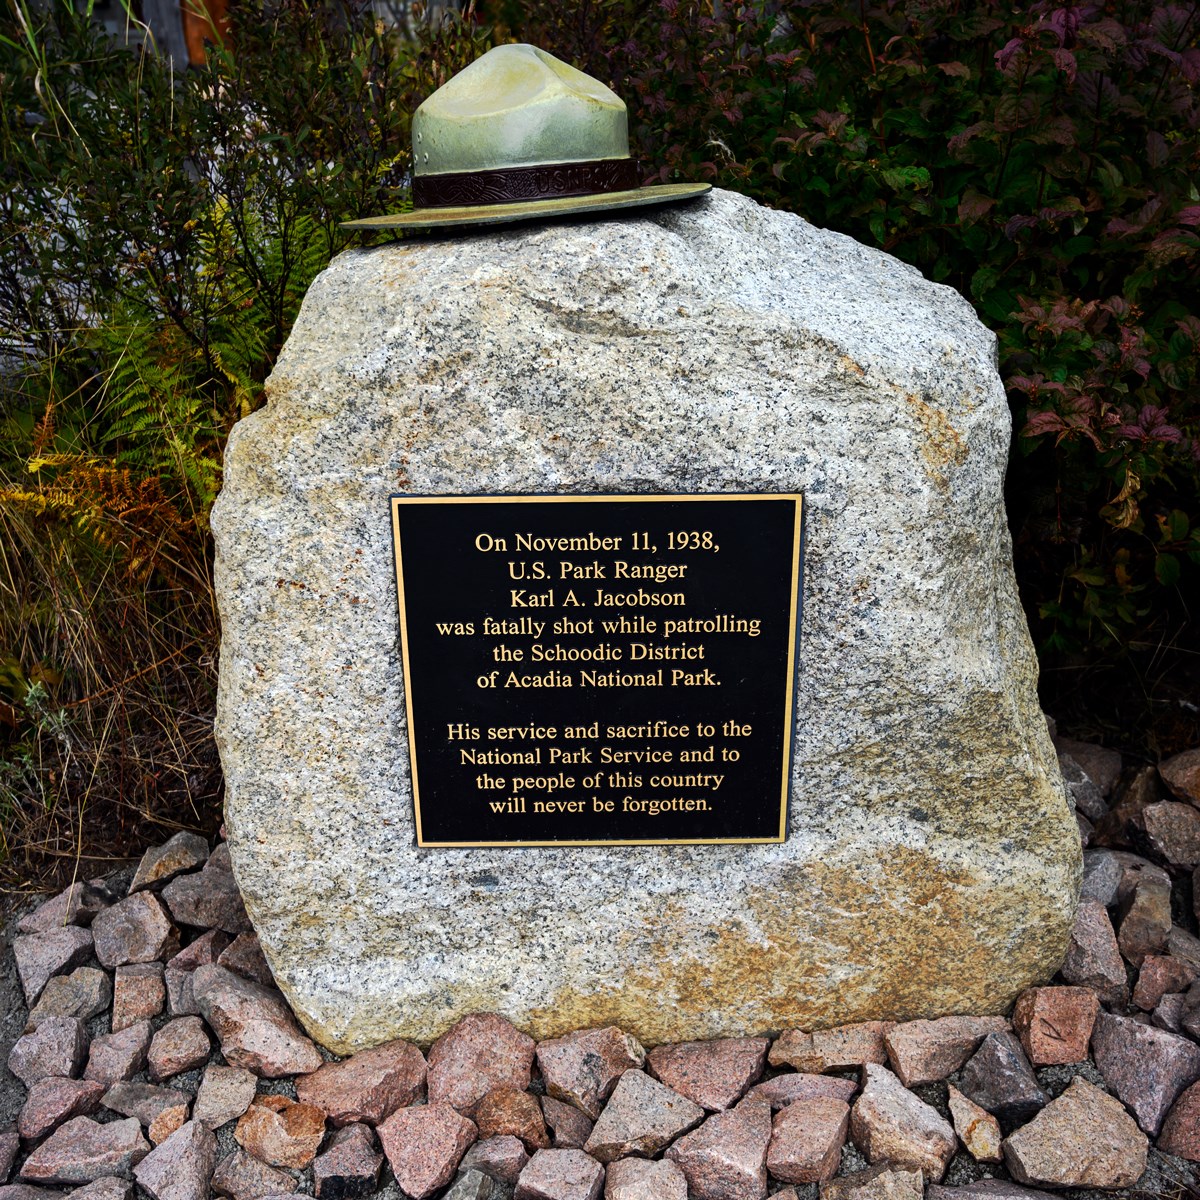 USNPS
On November 11, 1938,
U.S. Park Ranger
Karl A. Jacobson
was fatally shot while patrolling
the Schoodic District
of Acadia National Park.
His service and sacrifice to the
National Park Service and to
the people of this country
will never be forgotten.